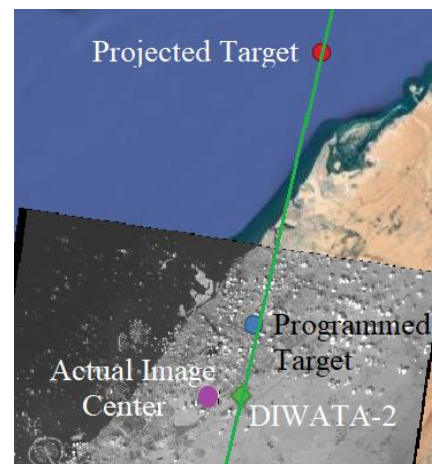 Projected Target
Programmed
Target
Actual Image
Center
DIWATA-2